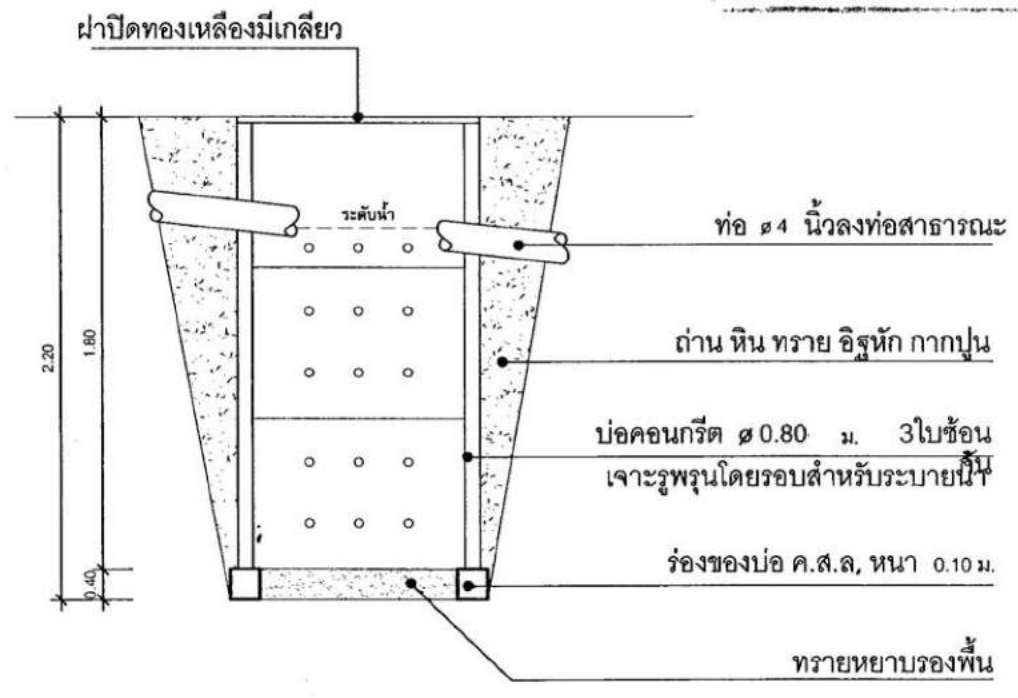 ฝาปิดทองเหลืองมีเกลียว
ระดับน้ำ
ท่อ ø 4 นิ้วลงท่อสาธารณะ
ถ่าน หิน ทราย อิฐหัก กากปูน
2.20
1.80
บ่อคอนกรีต ø 0.80 ม. 3ใบซ้อน
เจาะรูพรุนโดยรอบสำหรับระบายน้ำ
ร่องของบ่อ ค.ส.ล, หนา 0.10 ม.
0.40
ทรายหยาบรองพื้น